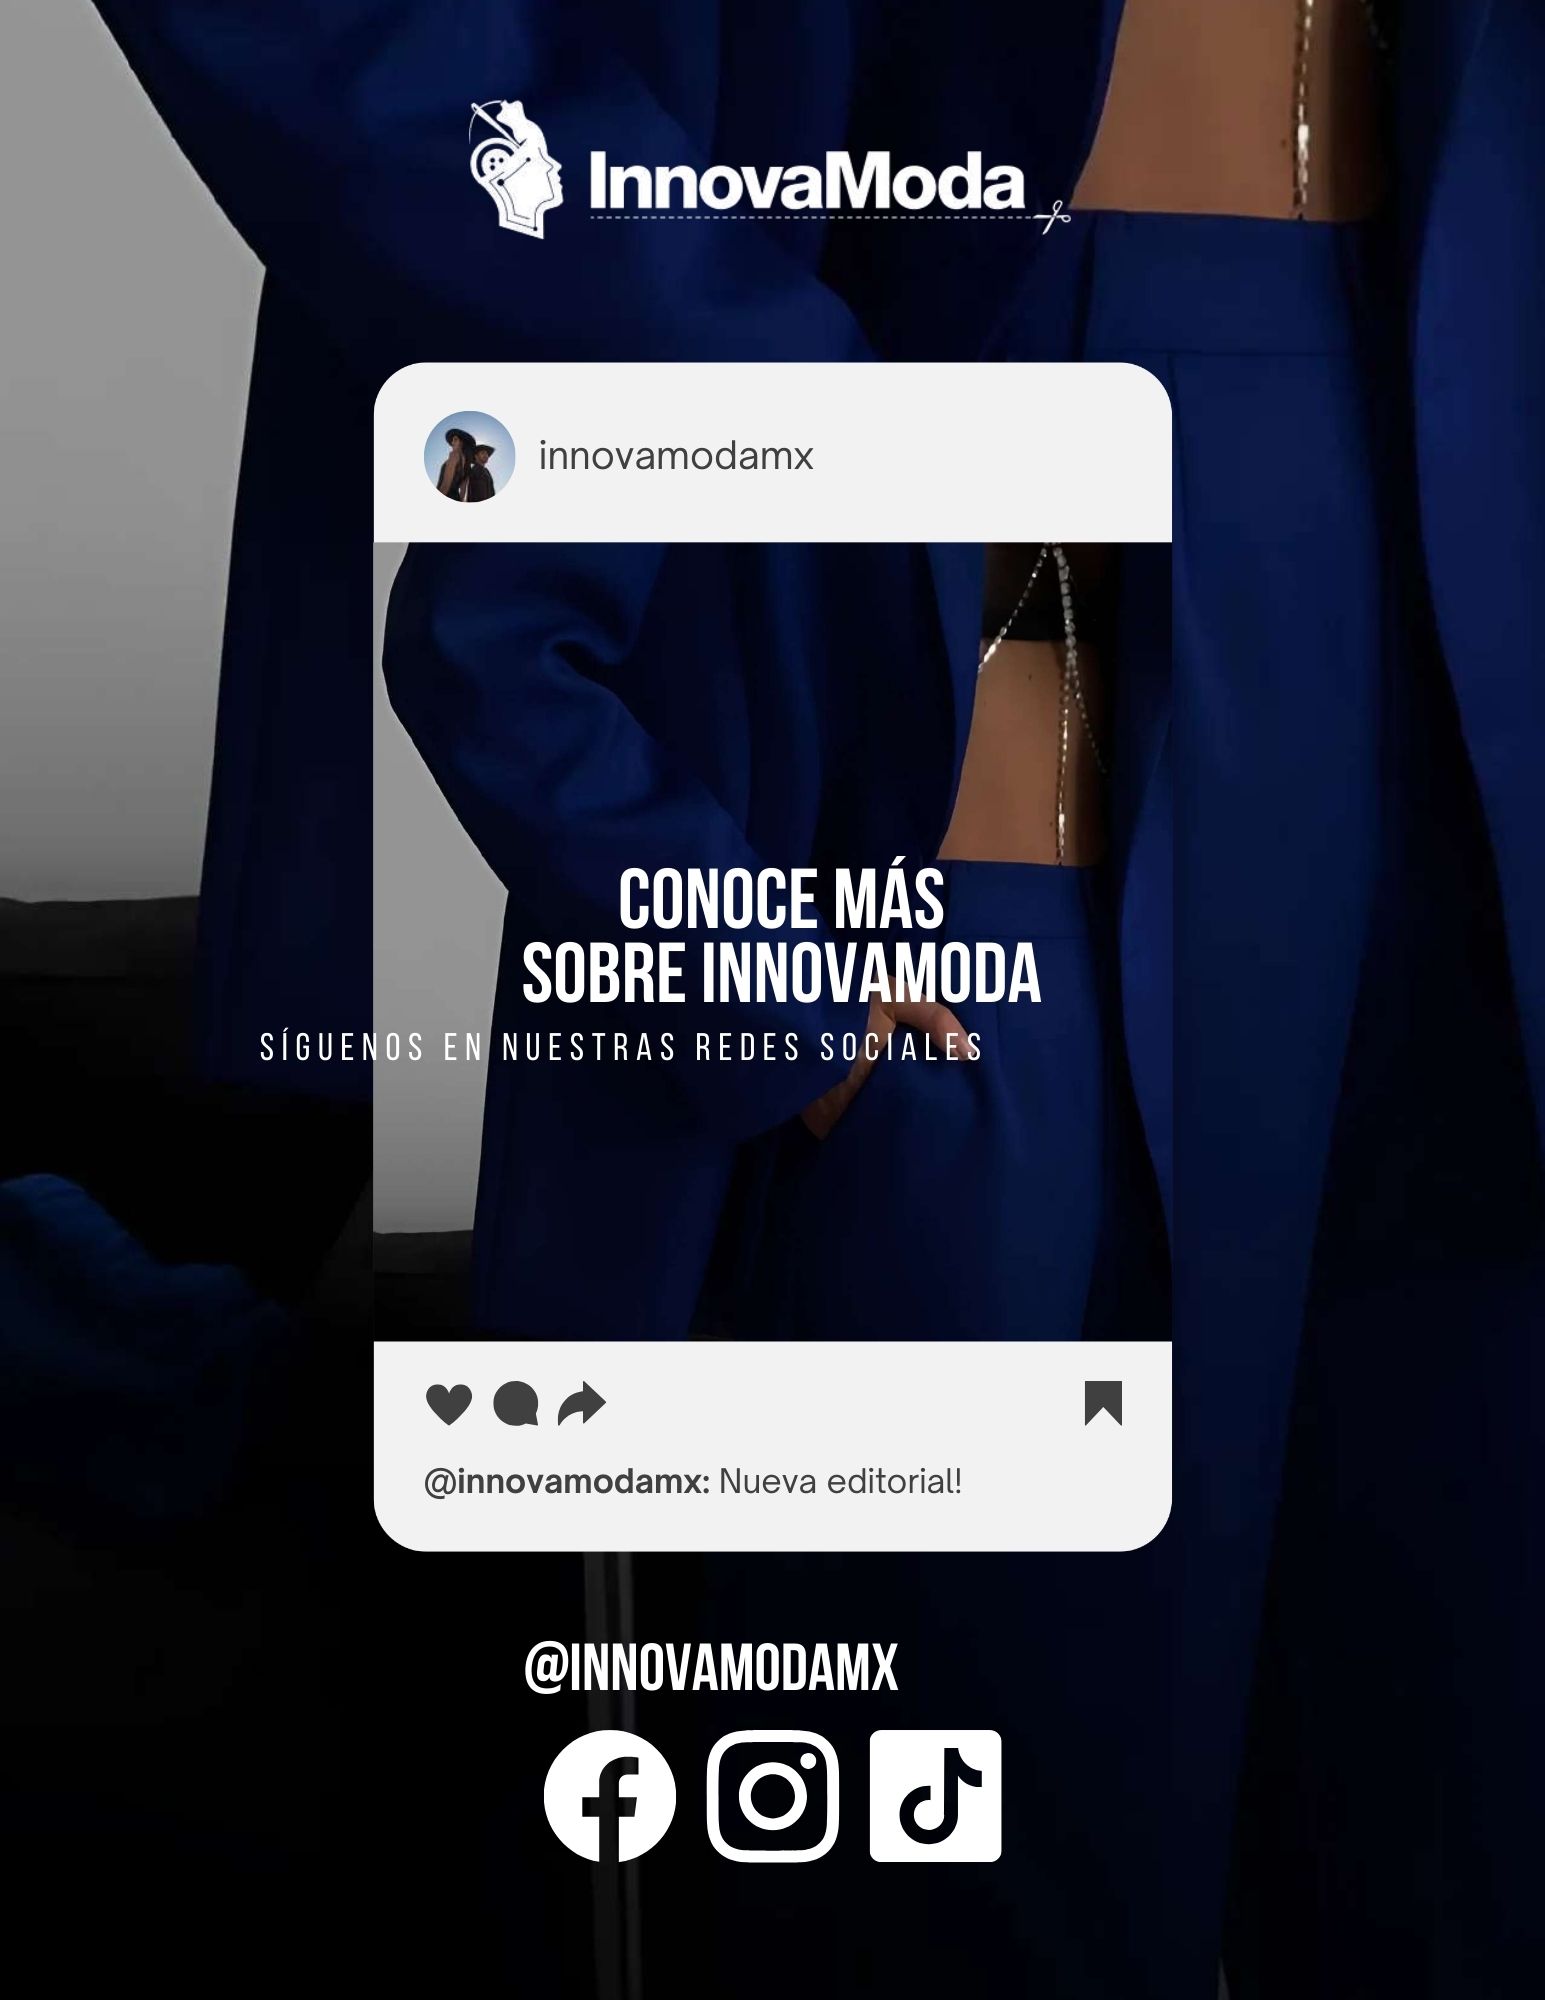 InnovaModa
innovamodamx
CONOCE MÁS
SOBRE INNOVAMODA
SÍGUENOS EN NUESTRAS REDES SOCIALES
@innovamodamx: Nueva editorial!
@INNOVAMODAMX